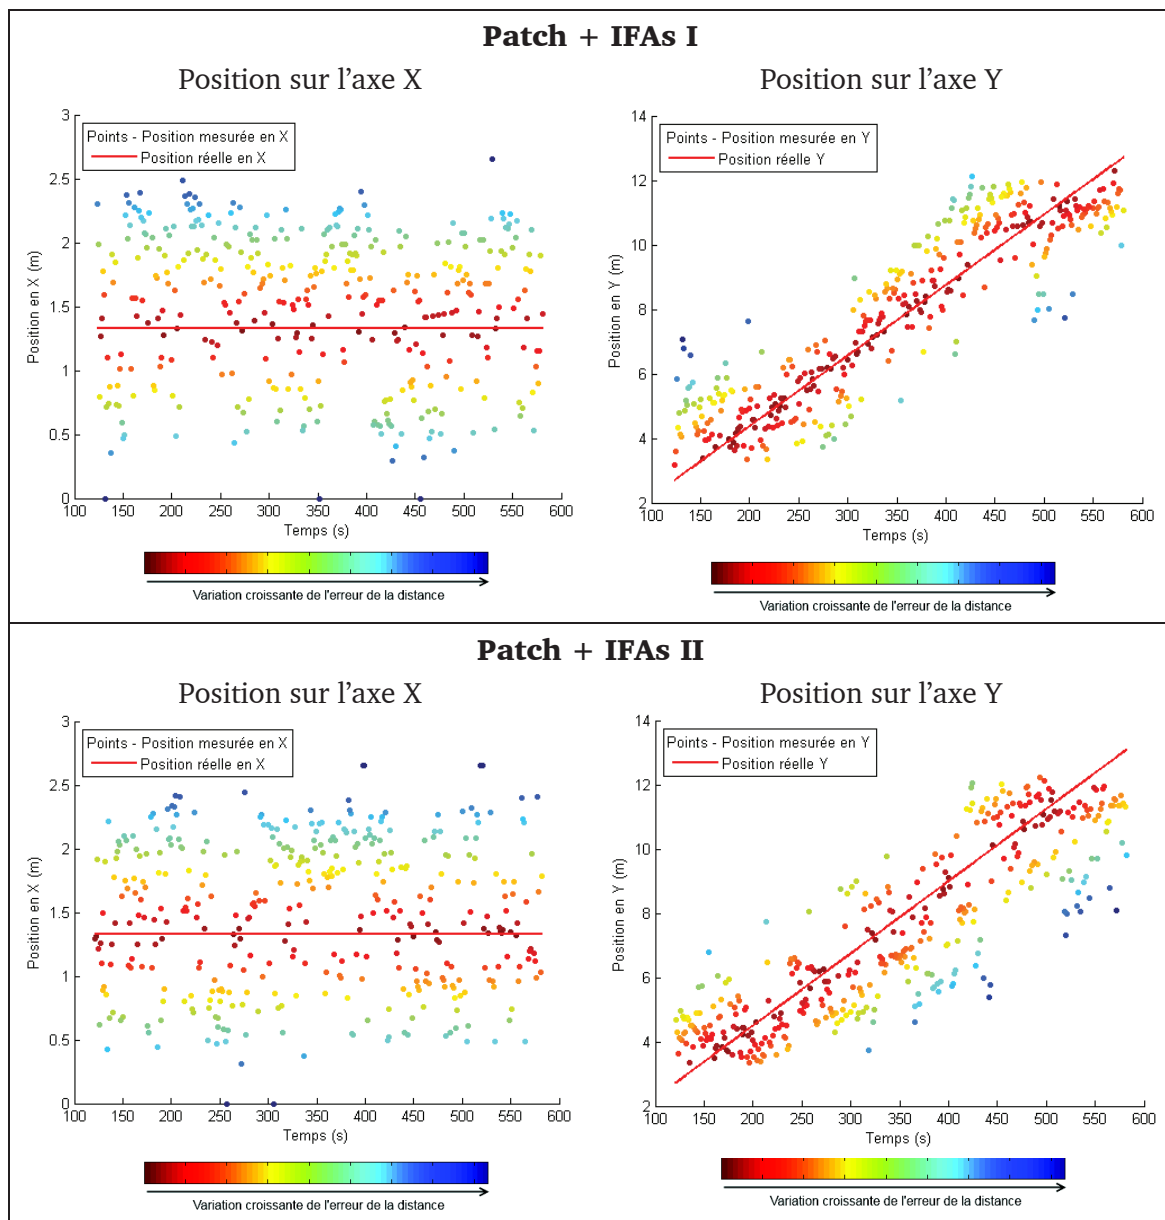 Patch + IFAs I
Position sur l'axe X
Position sur l'axe Y
3
2.5
2
1.5
1
0.5
0
Position en X (m)
Points - Position mesurée en X
Position réelle en X
100 150 200 250 300 350 400 450 500 550 600
Temps (s)
Variation croissante de l'erreur de la distance
14
12
10
8
6
4
2
Position en Y (m)
Points - Position mesurée en Y
Position réelle Y
100 150 200 250 300 350 400 450 500 550 600
Temps (s)
Variation croissante de l'erreur de la distance
Patch + IFAs II
Position sur l'axe X
Position sur l'axe Y
3
2.5
2
1.5
1
0.5
0
Position en X (m)
Points - Position mesurée en X
Position réelle en X
100 150 200 250 300 350 400 450 500 550 600
Temps (s)
Variation croissante de l'erreur de la distance
14
12
10
8
6
4
2
Position en Y (m)
Points - Position mesurée en Y
Position réelle Y
100 150 200 250 300 350 400 450 500 550 600
Temps (s)
Variation croissante de l'erreur de la distance